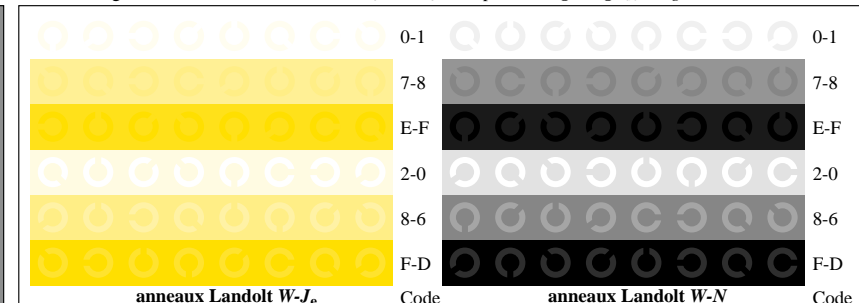 0-1 0-1
7-8 7-8
E-F E-F
2-0 2-0
8-6 8-6
F-D F-D
anneaux Landolt W-Je Code anneaux Landolt W-N Code